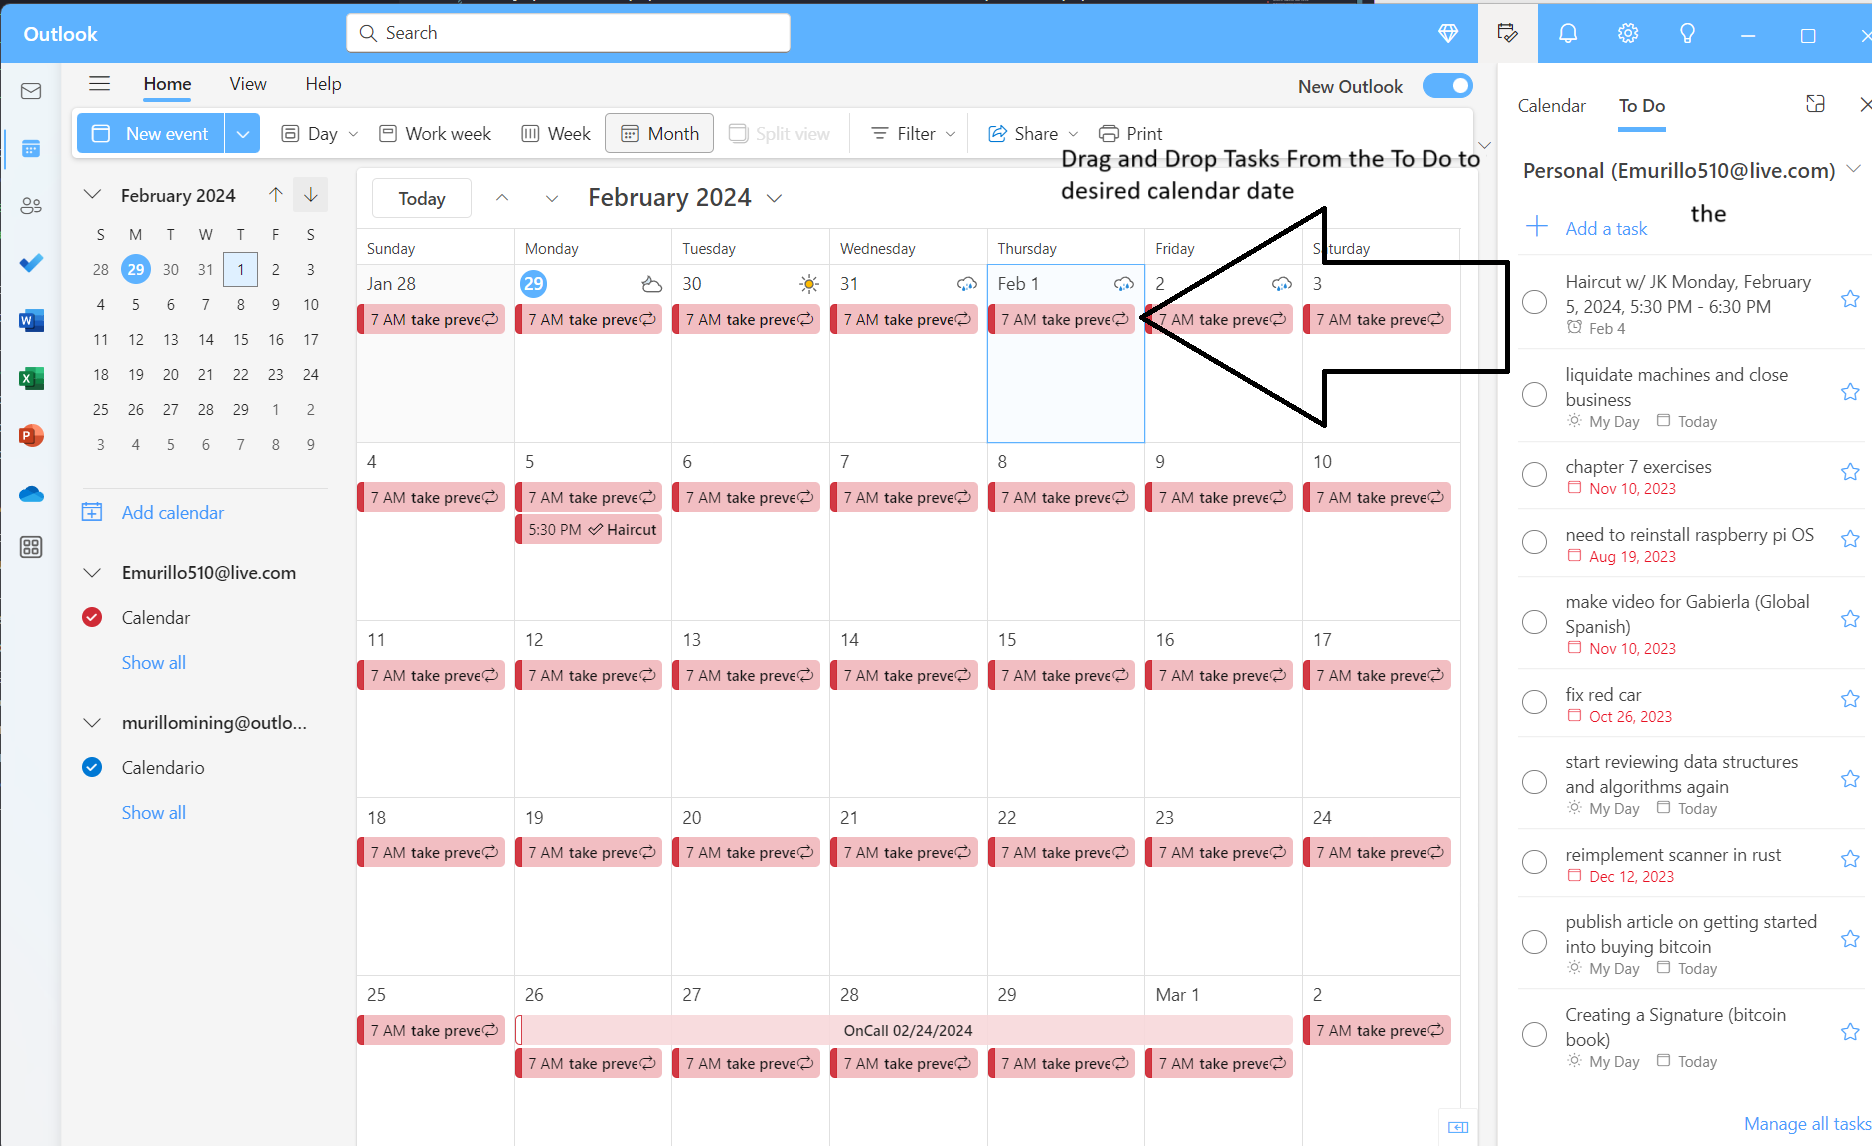 Outlook
Search
Home View Help
New Outlook
New event Day Work week Week Month Split view Filter Share Print
Drag and Drop Tasks From the To Do to
desired calendar date
the
February 2024
S M T W T F S
28 29 30 31 1 2 3
4 5 6 7 8 9 10
11 12 13 14 15 16 17
18 19 20 21 22 23 24
25 26 27 28 29 1 2
3 4 5 6 7 8 9
Add calendar
Emurillo510@live.com
Calendar
Show all
murillomining@outlo...
Calendario
Show all
Today February 2024
Sunday Monday Tuesday Wednesday Thursday Friday Saturday
Jan 28 29 30 31 Feb 1 2 3
7 AM take preve 7 AM take preve 7 AM take preve 7 AM take preve 7 AM take preve 7 AM take preve 7 AM take preve
4 5 6 7 8 9 10
7 AM take preve 7 AM take preve 7 AM take preve 7 AM take preve 7 AM take preve 7 AM take preve 7 AM take preve
5:30 PM Haircut
11 12 13 14 15 16 17
7 AM take preve 7 AM take preve 7 AM take preve 7 AM take preve 7 AM take preve 7 AM take preve 7 AM take preve
18 19 20 21 22 23 24
7 AM take preve 7 AM take preve 7 AM take preve 7 AM take preve 7 AM take preve 7 AM take preve 7 AM take preve
25 26 27 28 29 Mar 1 2
7 AM take preve OnCall 02/24/2024 7 AM take preve
7 AM take preve 7 AM take preve 7 AM take preve 7 AM take preve 7 AM take preve
Calendar To Do
Personal (Emurillo510@live.com)
Add a task
Haircut w/ JK Monday, February
5, 2024, 5:30 PM - 6:30 PM
Feb 4
liquidate machines and close
business
My Day Today
chapter 7 exercises
Nov 10, 2023
need to reinstall raspberry pi OS
Aug 19, 2023
make video for Gabierla (Global
Spanish)
Nov 10, 2023
fix red car
Oct 26, 2023
start reviewing data structures
and algorithms again
My Day Today
reimplement scanner in rust
Dec 12, 2023
publish article on getting started
into buying bitcoin
My Day Today
Creating a Signature (bitcoin
book)
My Day Today
Manage all tasks